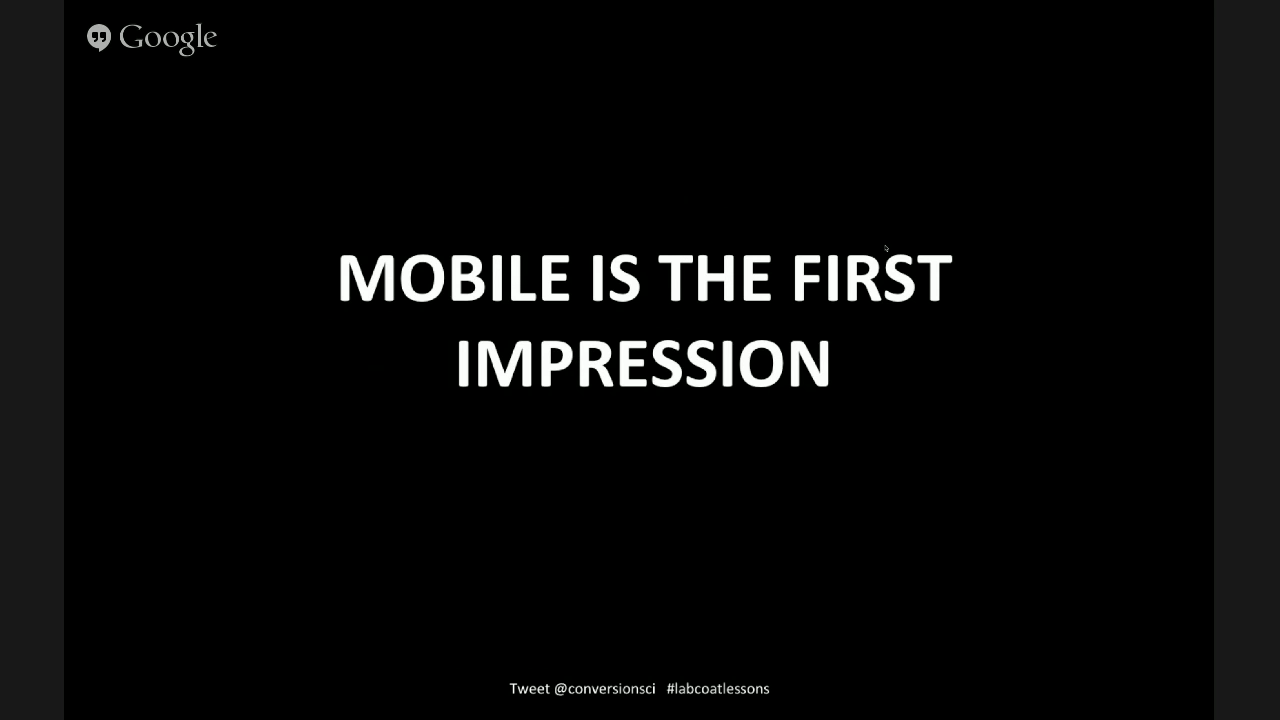 Google
MOBILE IS THE FIRST
IMPRESSION
Tweet @conversionsci #labcoatlessons